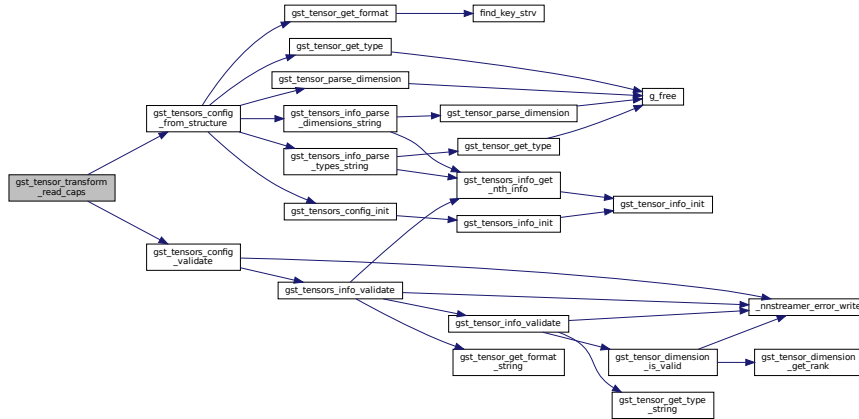 gst_tensor_get_format
find_key_strv
gst_tensor_get_type
gst_tensor_parse_dimension
g_free
gst_tensors_config
_from_structure
gst_tensors_info_parse
_dimensions_string
gst_tensor_parse_dimension
gst_tensor_get_type
gst_tensors_info_parse
_types_string
gst_tensor_transform
_read_caps
gst_tensors_info_get
_nth_info
gst_tensor_info_init
gst_tensors_config_init
gst_tensors_info_init
gst_tensors_config
_validate
gst_tensors_info_validate
_nnstreamer_error_write
gst_tensor_info_validate
gst_tensor_get_format
_string
gst_tensor_dimension
_is_valid
gst_tensor_dimension
_get_rank
gst_tensor_get_type
_string